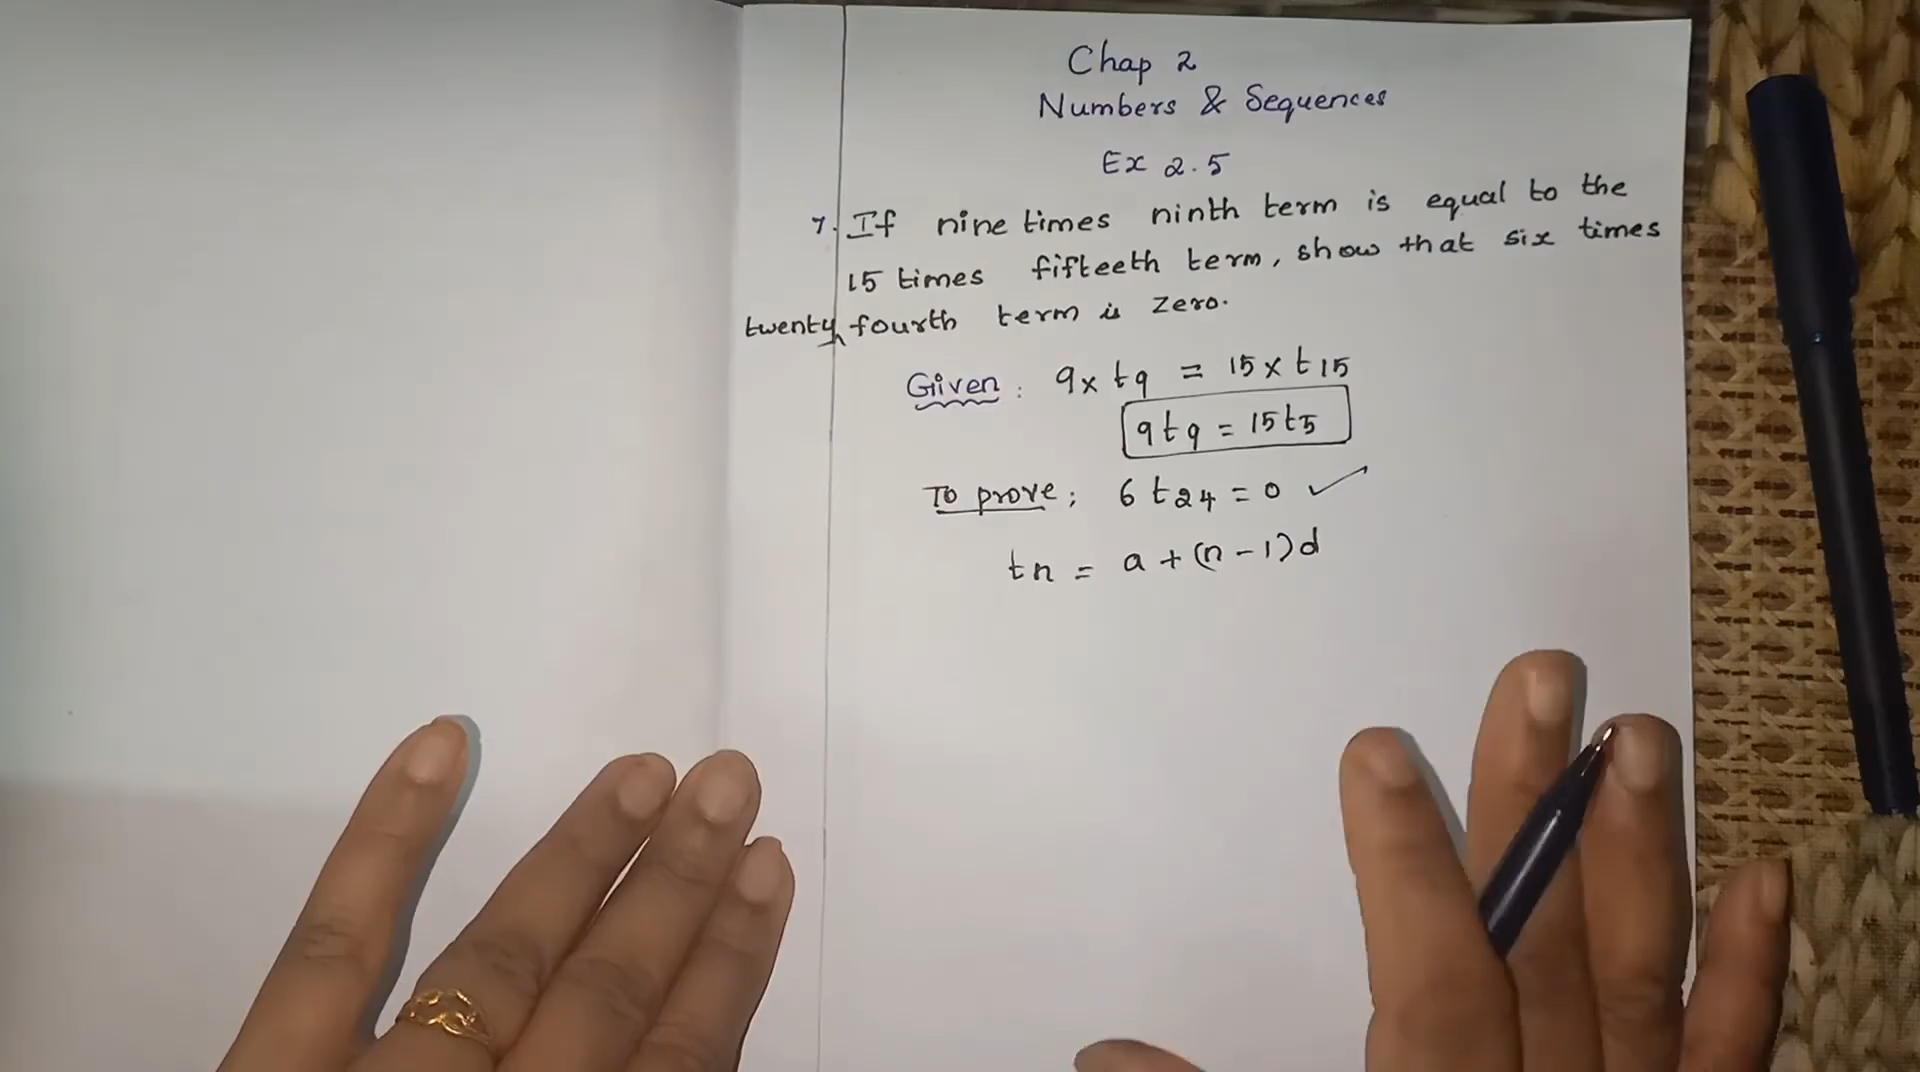 Chap 2
Numbers & Sequences
Ex 2.5
7. If nine times ninth term is equal to the
15 times fifteeth term, show that six times
twenty fourth term is zero.
Given : 9 x t9 = 15 x t15
9t9 = 15t5
To prove ; 6 t24 = 0 ✓
tn = a + (n - 1)d